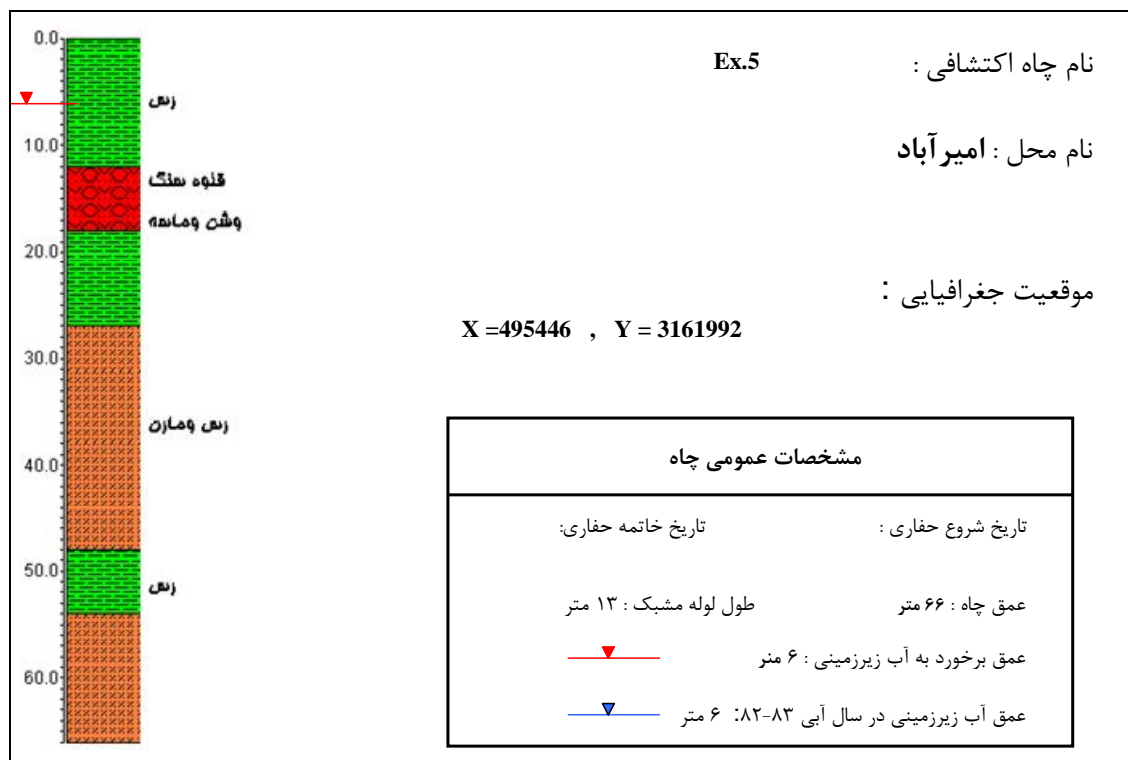 نام چاه اکتشافی : Ex.5
نام محل : امیرآباد
موقعیت جغرافیایی :
X =495446 , Y = 3161992
0.0
رس
10.0
قلوه سنگ
وشن وماسه
20.0
30.0
رس ومارن
40.0
50.0
رس
60.0
مشخصات عمومی چاه
تاریخ شروع حفاری : تاریخ خاتمه حفاری:
عمق چاه : ۶۶ متر طول لوله مشبک : ۱۳ متر
عمق برخورد به آب زیرزمینی : ۶ منر
عمق آب زیرزمینی در سال آبی ۸۳-۸۲: ۶ متر